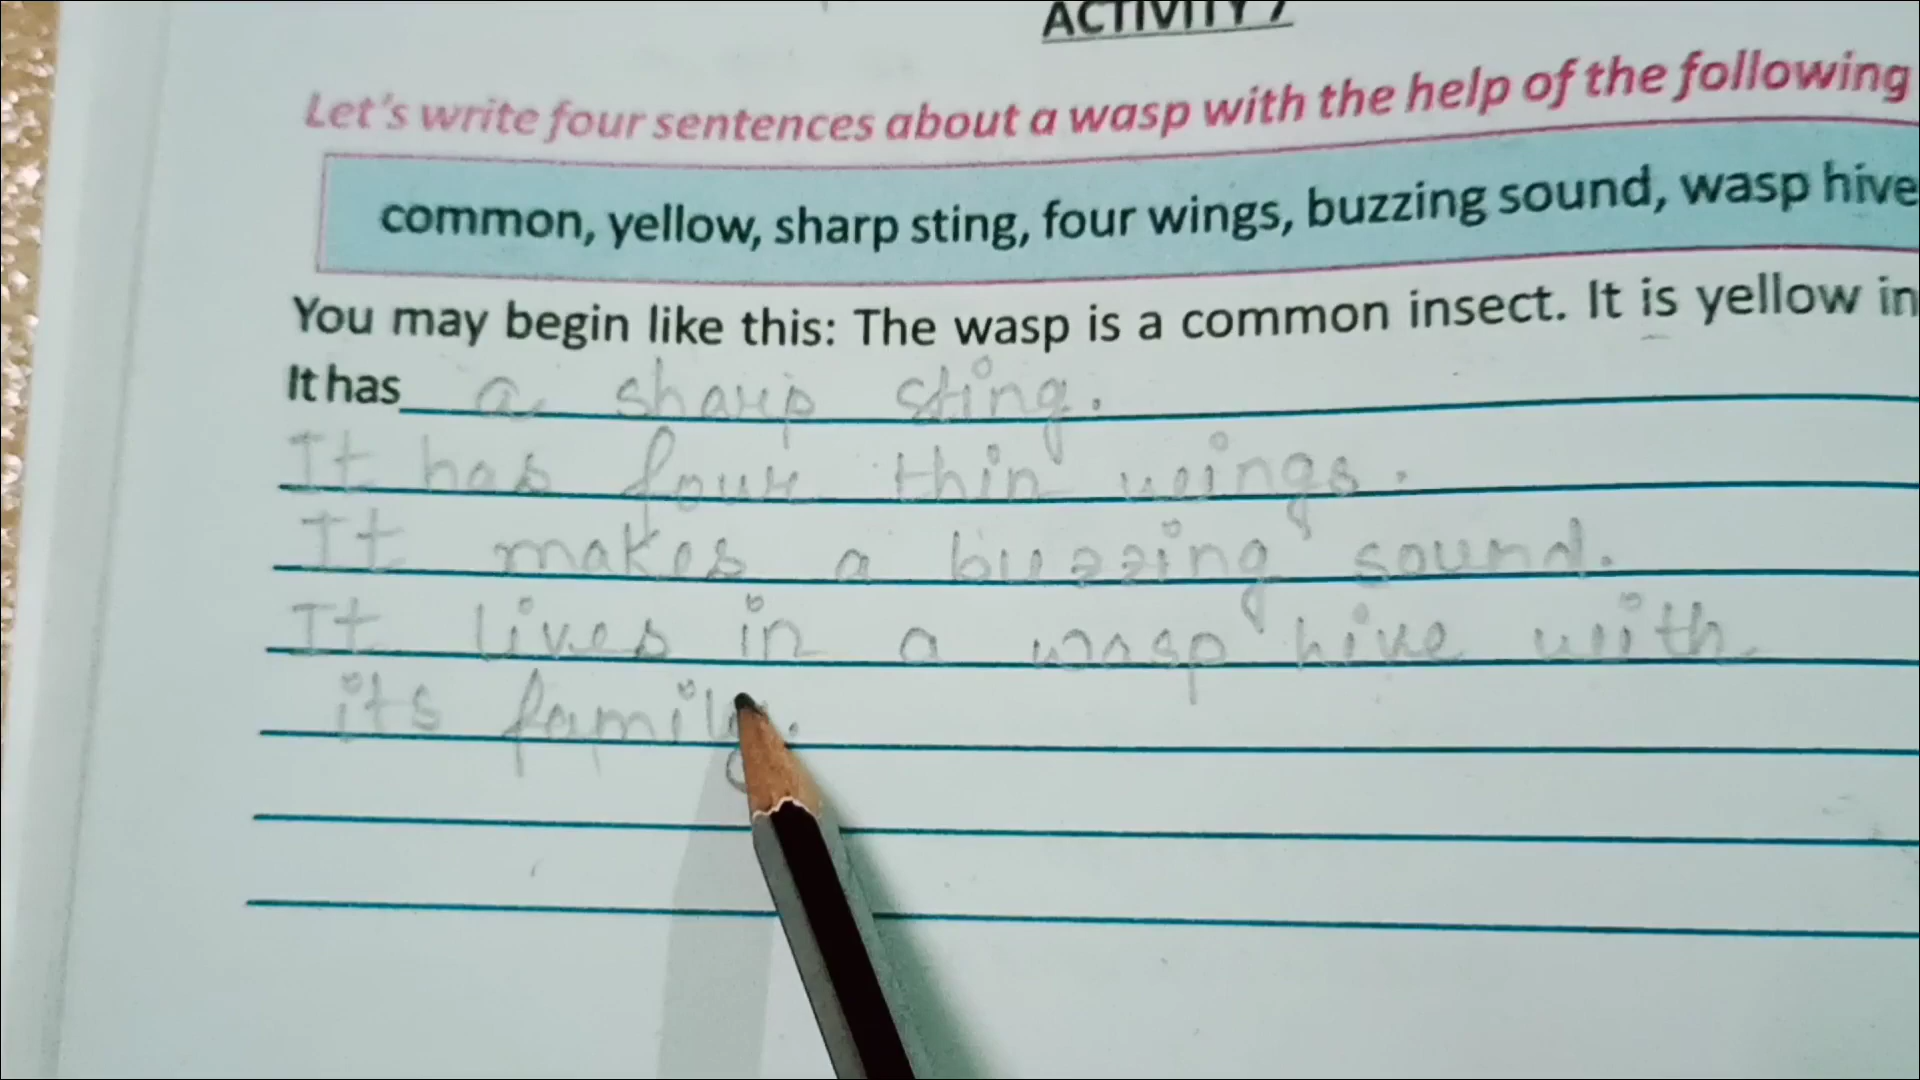 ACTIVITY 7
Let's write four sentences about a wasp with the help of the following
common, yellow, sharp sting, four wings, buzzing sound, wasp hive
You may begin like this: The wasp is a common insect. It is yellow in
It has a sharp sting.
It has four thin wings.
It makes a buzzing sound.
It lives in a wasp hive with
its family.